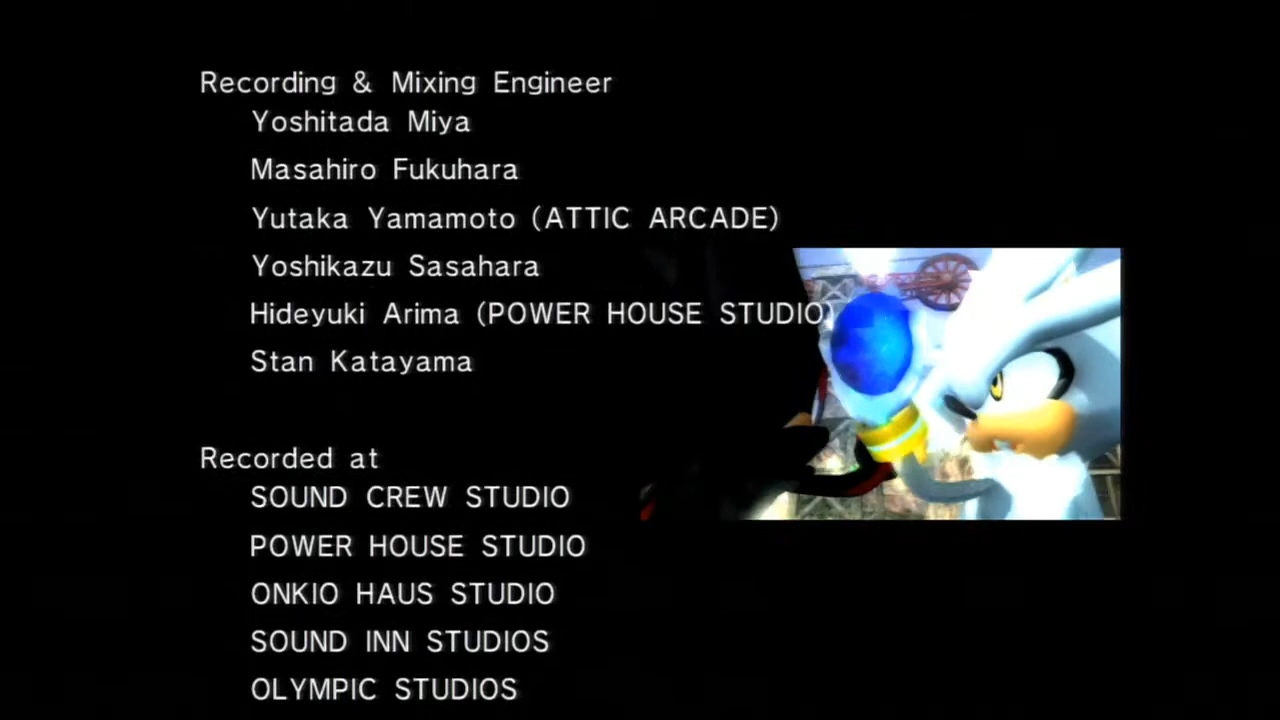 Recording & Mixing Engineer
Yoshitada Miya
Masahiro Fukuhara
Yutaka Yamamoto (ATTIC ARCADE)
Yoshikazu Sasahara
Hideyuki Arima (POWER HOUSE STUDIO)
Stan Katayama
Recorded at
SOUND CREW STUDIO
POWER HOUSE STUDIO
ONKIO HAUS STUDIO
SOUND INN STUDIOS
OLYMPIC STUDIOS